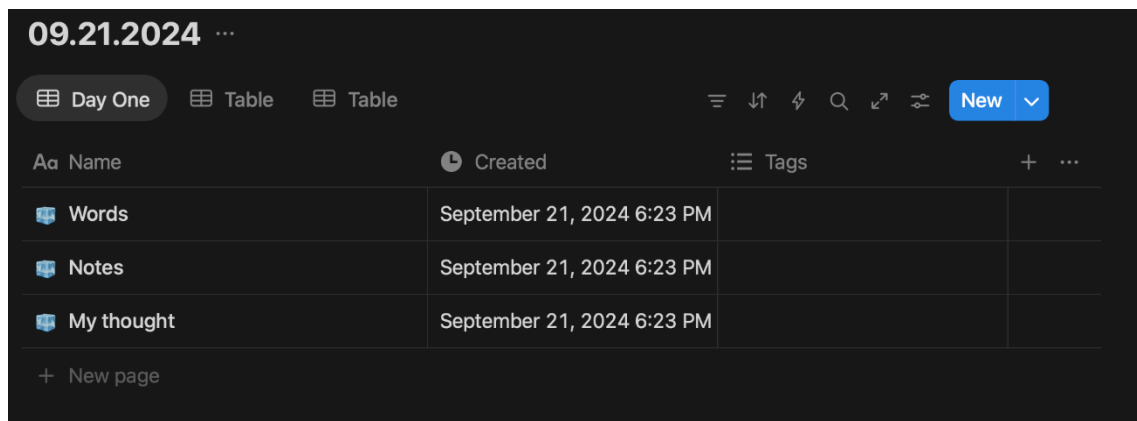 09.21.2024 ...
Day One Table Table New
Aa Name Created Tags + ...
Words September 21, 2024 6:23 PM
Notes September 21, 2024 6:23 PM
My thought September 21, 2024 6:23 PM
+ New page